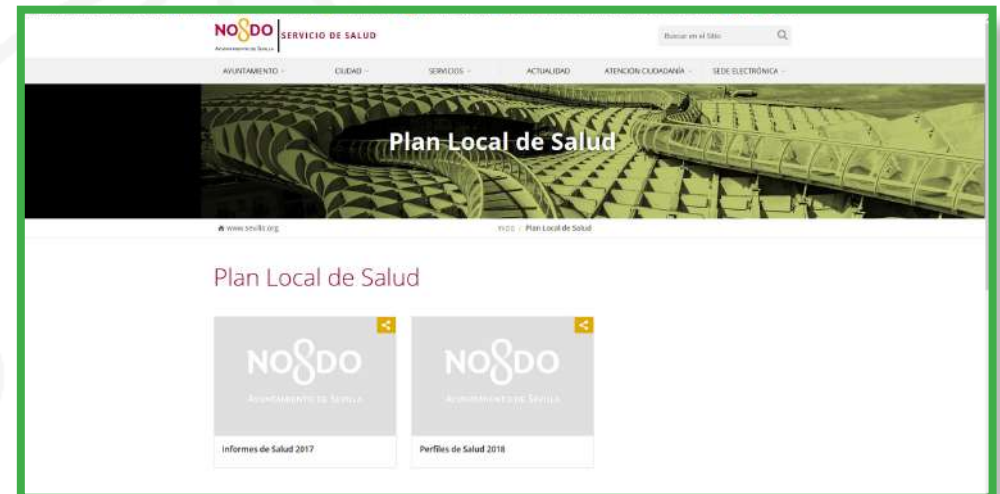 NO8DO
SERVICIO DE SALUD
AYUNTAMIENTO DE SEVILLA
Buscar en el Sitio
AYUNTAMIENTO
CIUDAD
SERVICIOS
ACTUALIDAD
ATENCIÓN CIUDADANÍA
SEDE ELECTRÓNICA
Plan Local de Salud
www.sevilla.org
Inicio / Plan Local de Salud
Plan Local de Salud
NO8DO
AYUNTAMIENTO DE SEVILLA
NO8DO
AYUNTAMIENTO DE SEVILLA
Informes de Salud 2017
Perfiles de Salud 2018